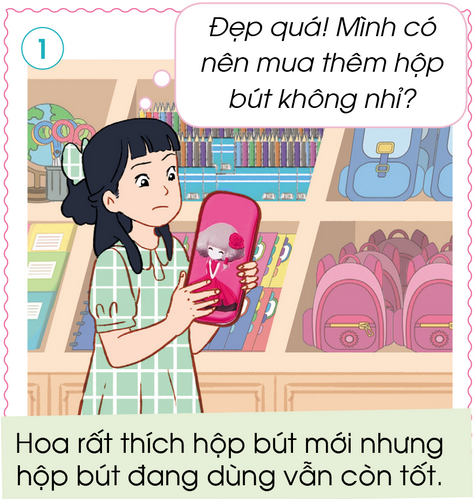 1
Đẹp quá! Mình có
nên mua thêm hộp
bút không nhỉ?
Hoa rất thích hộp bút mới nhưng
hộp bút đang dùng vẫn còn tốt.